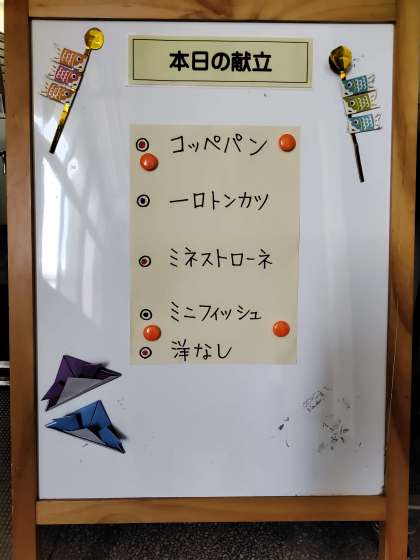 本日の献立
コッペパン
一口トンカツ
ミネストローネ
ミニフィッシュ
洋なし